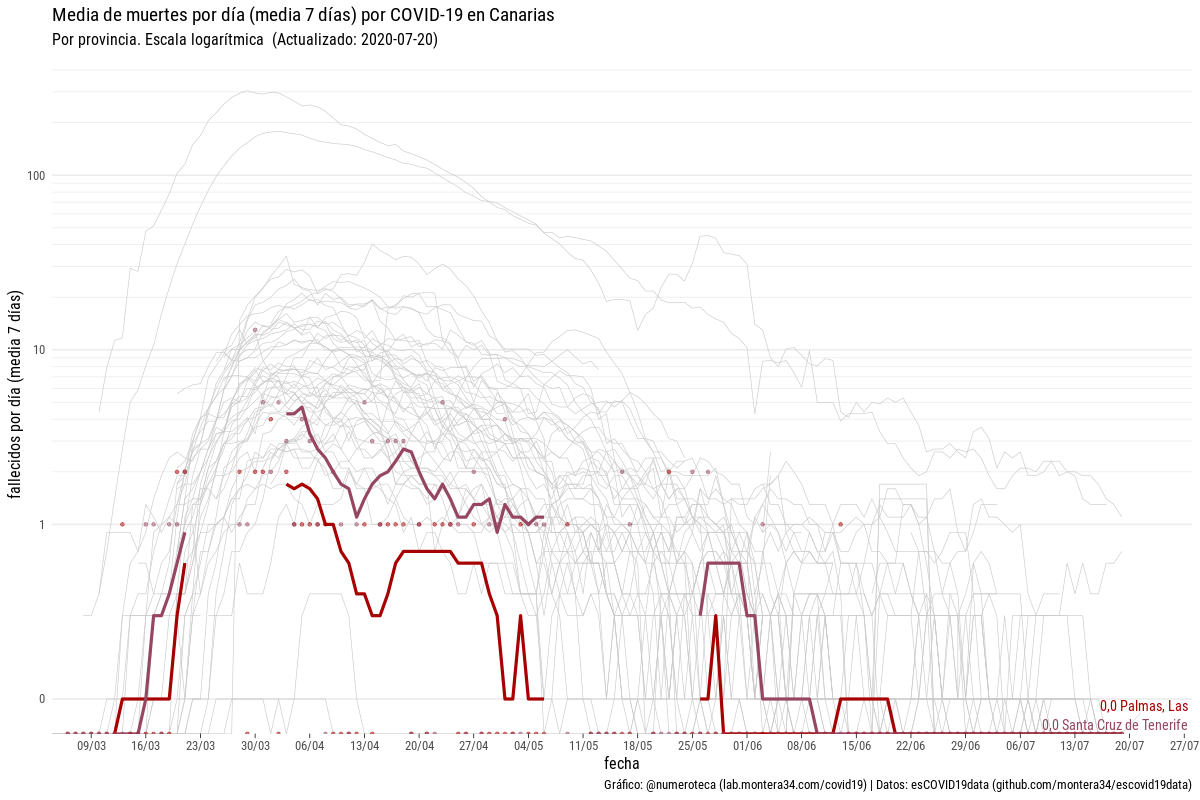 Media de muertes por día (media 7 días) por COVID-19 en Canarias
Por provincia. Escala logarítmica (Actualizado: 2020-07-20)
fallecidos por día (media 7 días)
100
10
1
0
0,0 Palmas, Las
0,0 Santa Cruz de Tenerife
09/03 16/03 23/03 30/03 06/04 13/04 20/04 27/04 04/05 11/05 18/05 25/05 01/06 08/06 15/06 22/06 29/06 06/07 13/07 20/07 27/07
fecha
Gráfico: @numeroteca (lab.montera34.com/covid19) | Datos: esCOVID19data (github.com/montera34/escovid19data)